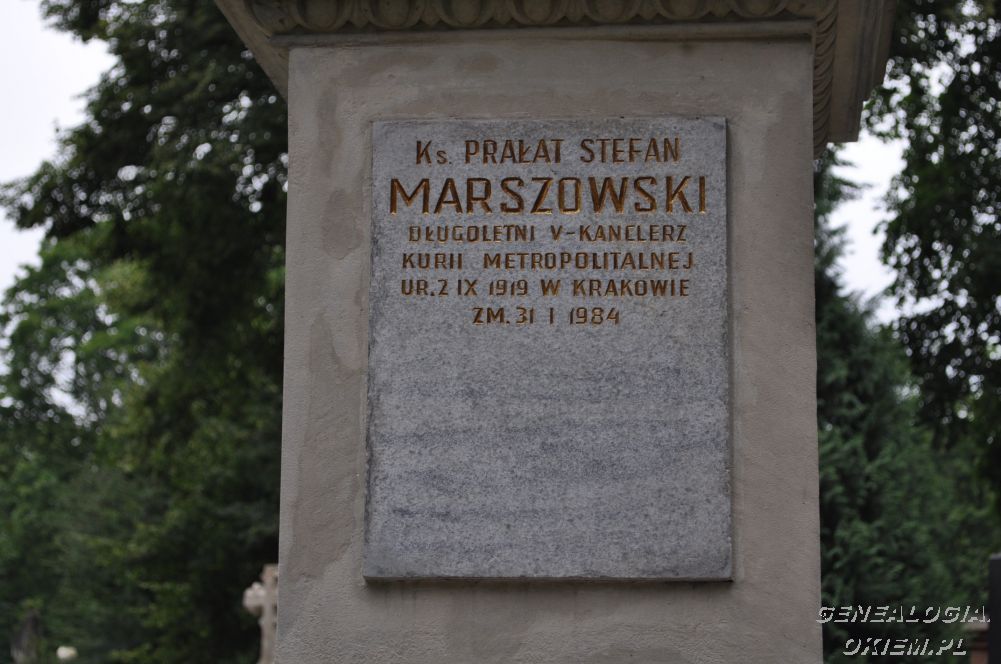 Ks. PRAŁAT STEFAN
MARSZOWSKI
DŁUGOLETNI V-KANCLERZ
KURII METROPOLITALNEJ
UR. 2 IX 1919 W KRAKOWIE
ZM. 31 I 1984
GENEALOGIA
OKIEM.PL